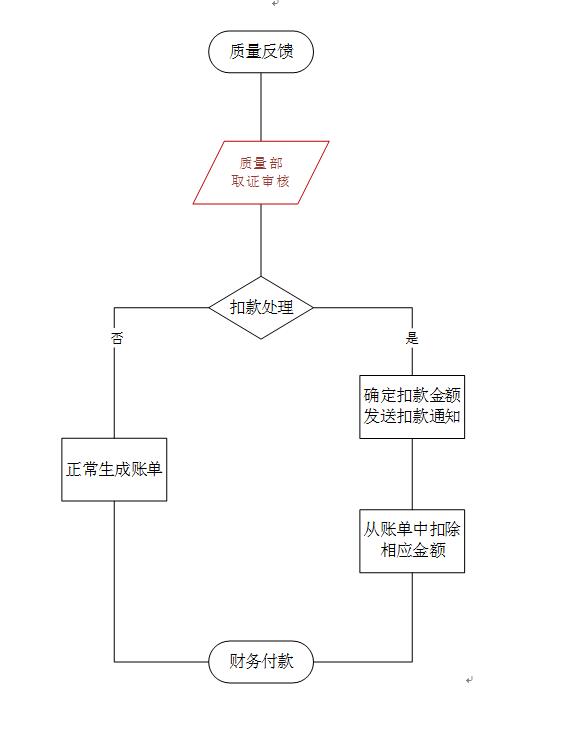 质量反馈
质量部
取证审核
扣款处理
否
是
确定扣款金额
发送扣款通知
正常生成账单
从账单中扣除
相应金额
财务付款